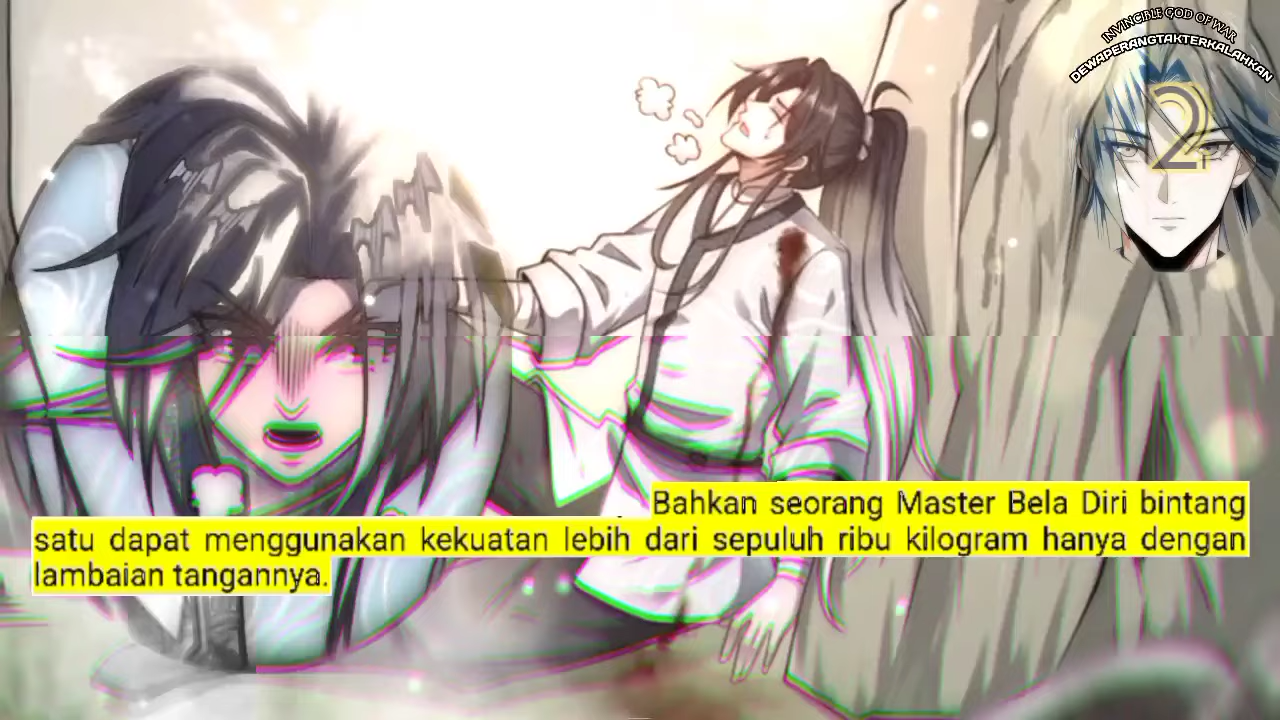 INVINCIBLE GOD OF WAR
DEWAPERANGTAKTERKALAHKAN
2
Bahkan seorang Master Bela Diri bintang
satu dapat menggunakan kekuatan lebih dari sepuluh ribu kilogram hanya dengan
lambaian tangannya.